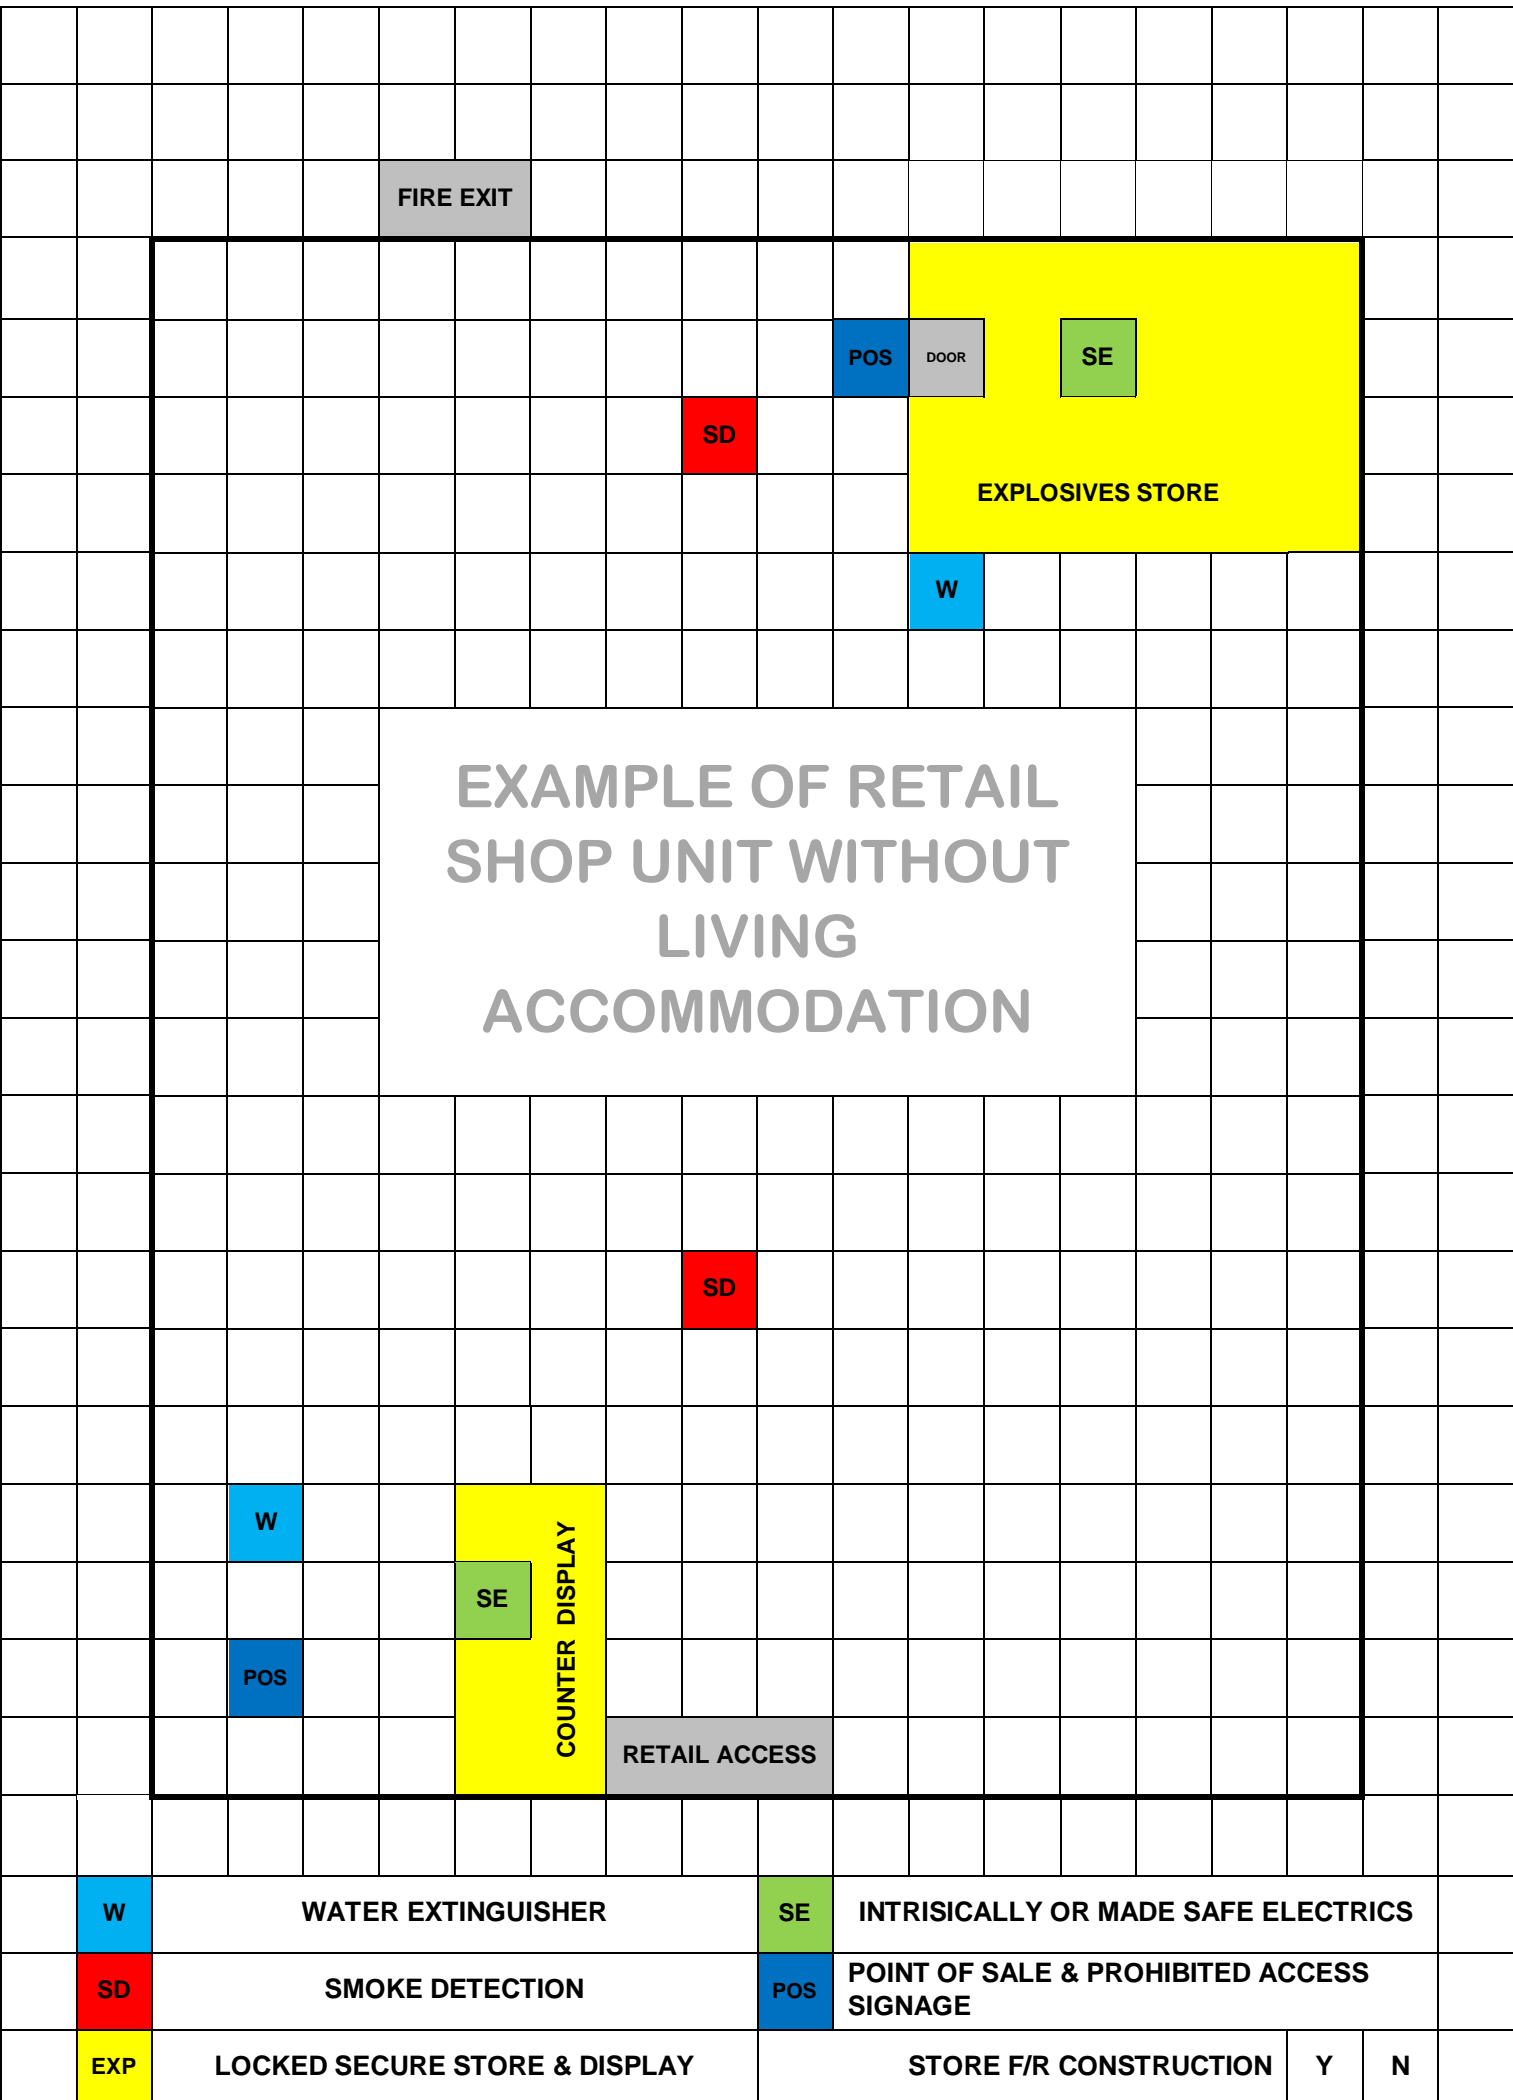 FIRE EXIT
POS
DOOR
SE
SD
EXPLOSIVES STORE
W
EXAMPLE OF RETAIL
SHOP UNIT WITHOUT
LIVING
ACCOMMODATION
SD
W
COUNTER DISPLAY
SE
POS
RETAIL ACCESS
W
WATER EXTINGUISHER
SE
INTRISICALLY OR MADE SAFE ELECTRICS
SD
SMOKE DETECTION
POS
POINT OF SALE & PROHIBITED ACCESS
SIGNAGE
EXP
LOCKED SECURE STORE & DISPLAY
STORE F/R CONSTRUCTION
Y
N